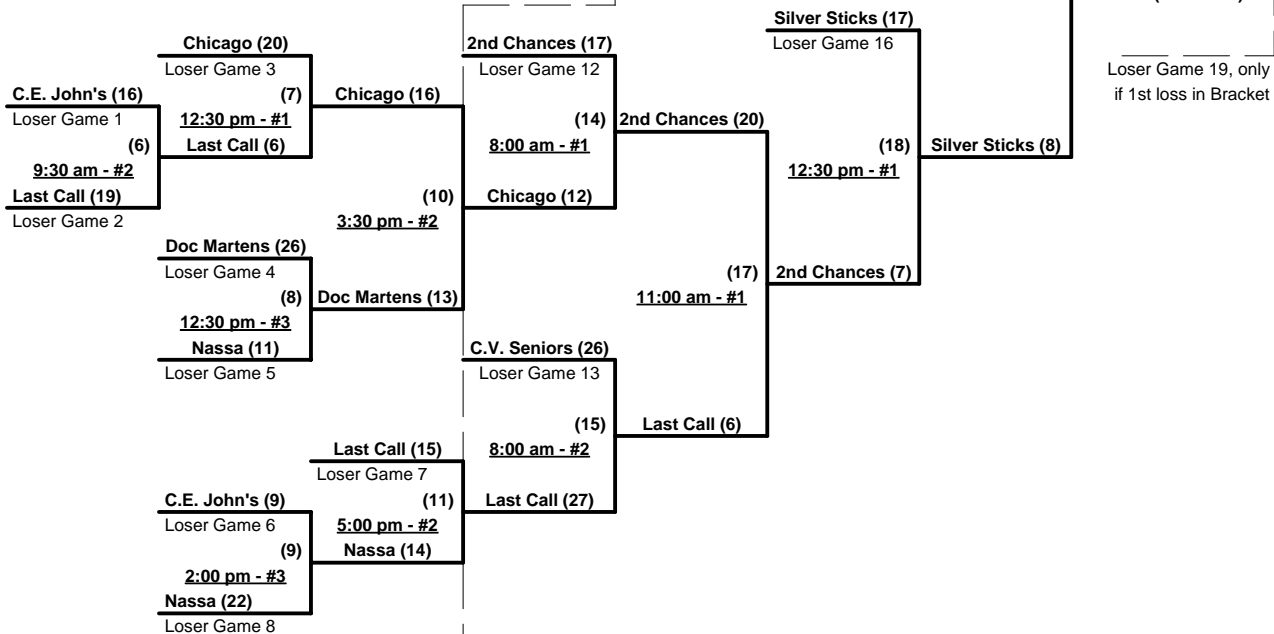 Silver Sticks (17)
Loser Game 16
Chicago (20)
Loser Game 3
2nd Chances (17)
Loser Game 12
Loser Game 19, only
if 1st loss in Bracket
C.E. John's (16)
Loser Game 1
(7)
12:30 pm - #1
Chicago (16)
(14)
8:00 am - #1
2nd Chances (20)
(6)
9:30 am - #2
Last Call (6)
(18)
12:30 pm - #1
Silver Sticks (8)
Last Call (19)
Loser Game 2
(10)
3:30 pm - #2
Chicago (12)
Doc Martens (26)
Loser Game 4
(8)
12:30 pm - #3
Doc Martens (13)
(17)
11:00 am - #1
2nd Chances (7)
Nassa (11)
Loser Game 5
C.V. Seniors (26)
Loser Game 13
(15)
8:00 am - #2
Last Call (6)
Last Call (15)
Loser Game 7
C.E. John's (9)
Loser Game 6
(11)
5:00 pm - #2
Last Call (27)
(9)
2:00 pm - #3
Nassa (14)
Nassa (22)
Loser Game 8